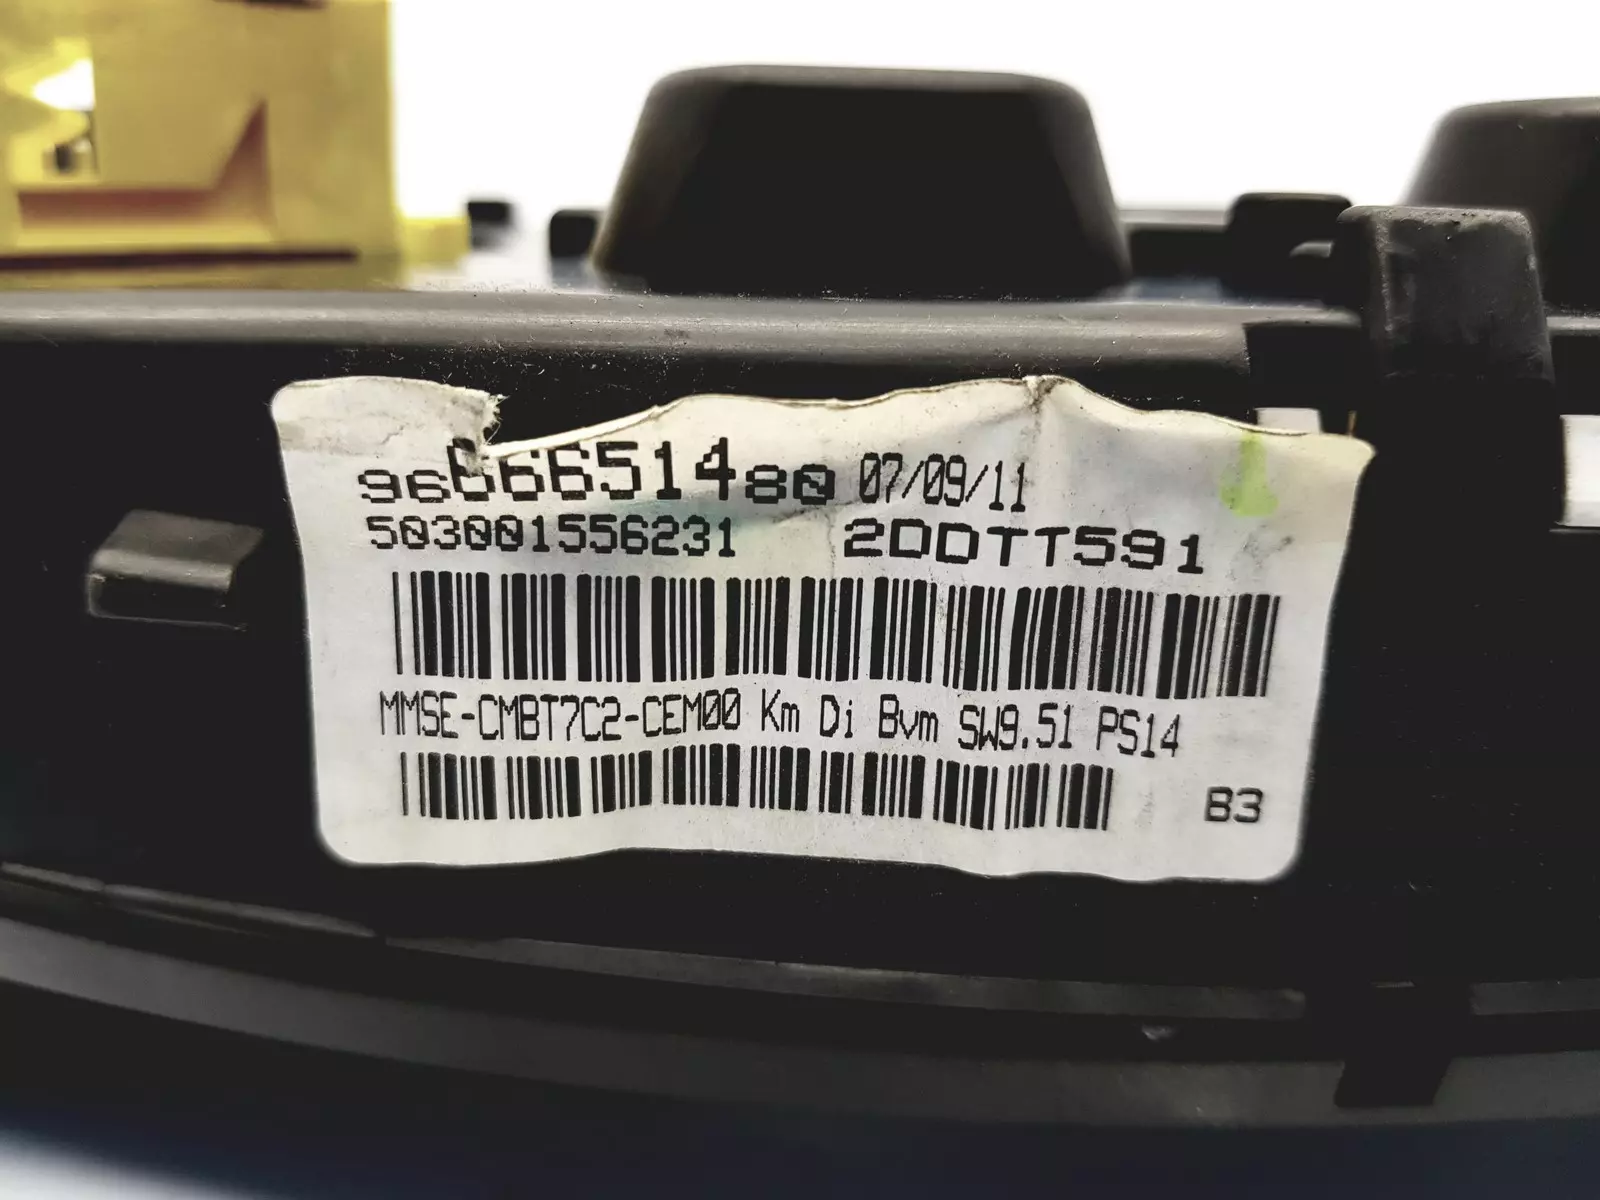 9666651480 07/09/11
503001556231 2DDTT591
MMSE-CMBT7C2-CEM00 Km Di Bvm SW9.51 PS14
B3